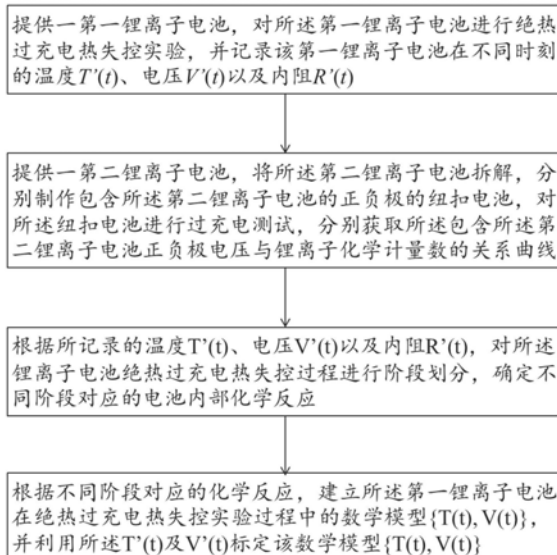 提供一第一锂离子电池，对所述第一锂离子电池进行绝热
过充电热失控实验，并记录该第一锂离子电池在不同时刻
的温度T’(t)、电压V’(t)以及内阻R’(t)
提供一第二锂离子电池，将所述第二锂离子电池拆解，分
别制作包含所述第二锂离子电池的正负极的纽扣电池，对
所述纽扣电池进行过充电测试，分别获取所述包含所述第
二锂离子电池正负极电压与锂离子化学计量数的关系曲线
根据所记录的温度T’(t)、电压V’(t)以及内阻R’(t)，对所述
锂离子电池绝热过充电热失控过程进行阶段划分，确定不
同阶段对应的电池内部化学反应
根据不同阶段对应的化学反应，建立所述第一锂离子电池
在绝热过充电热失控实验过程中的数学模型{T(t), V(t)}，
并利用所述T’(t)及V’(t)标定该数学模型{T(t), V(t)}